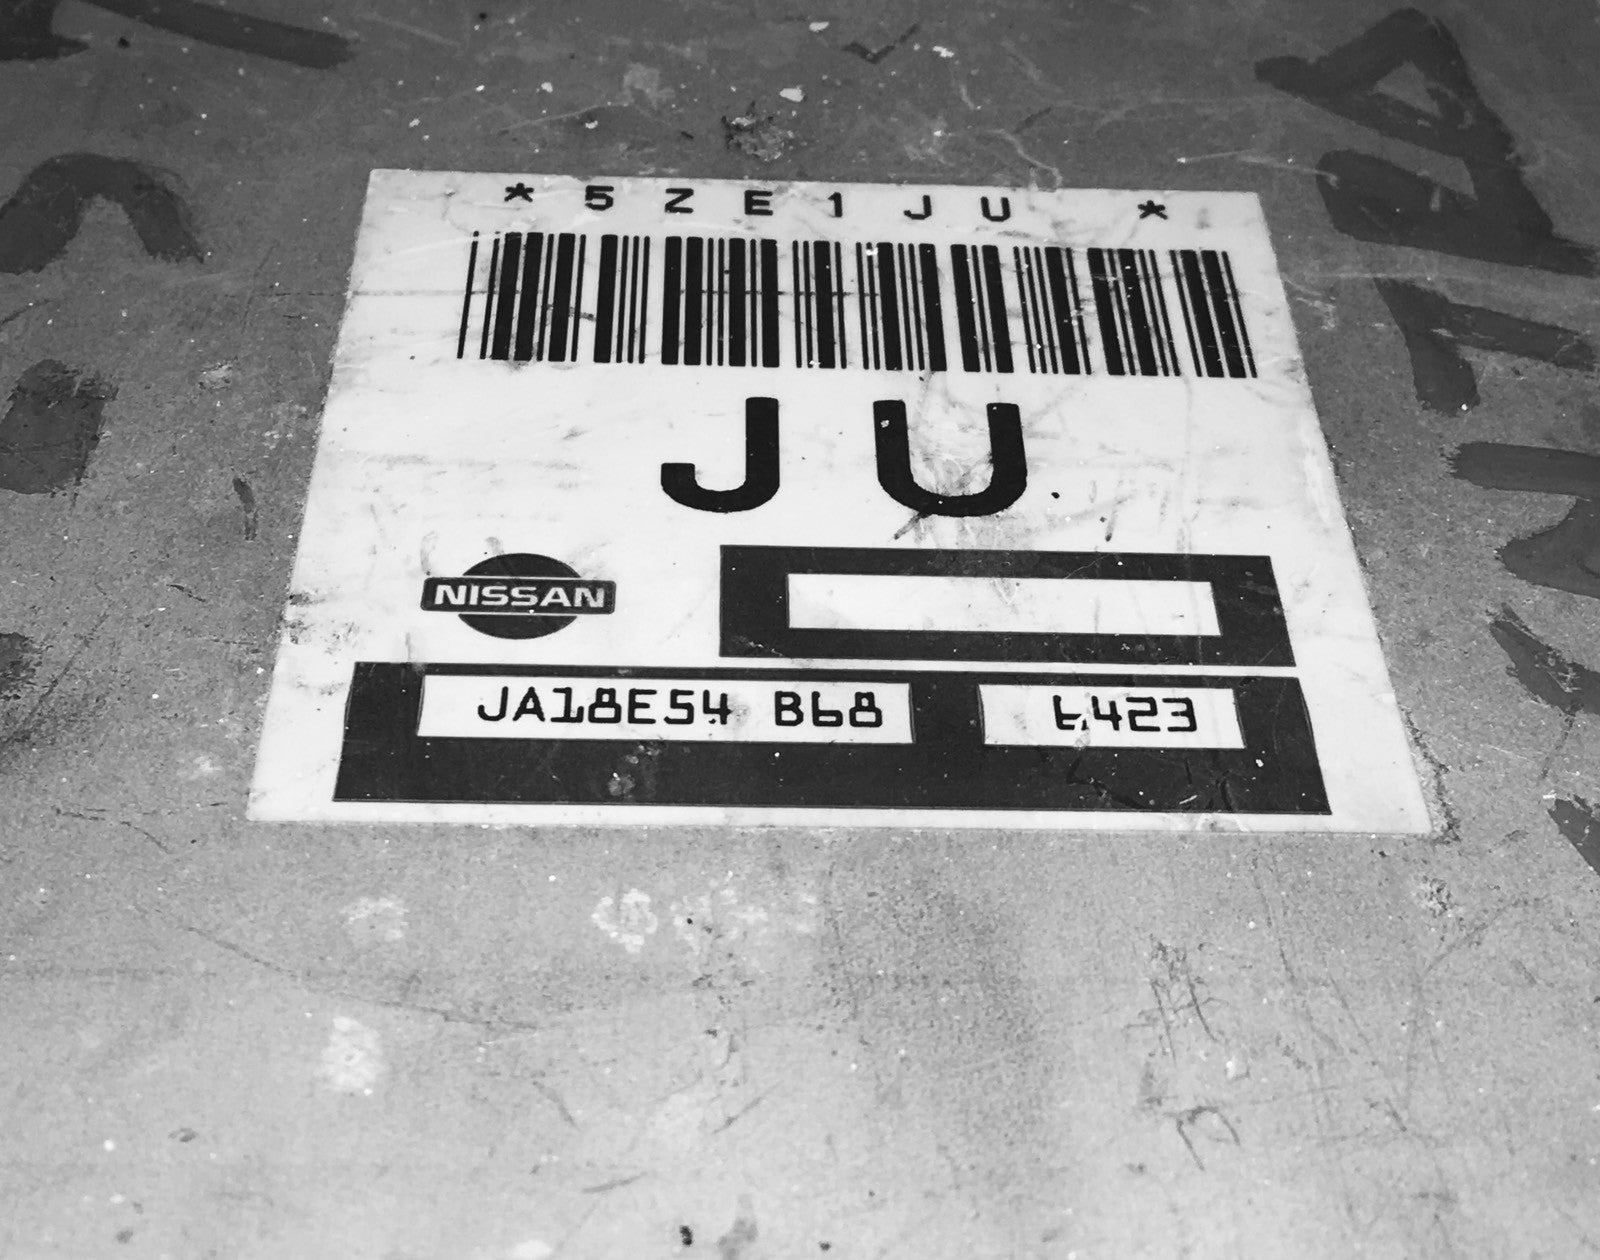 *5ZE1JU *
JU
NISSAN
JA18E54 B68 6423